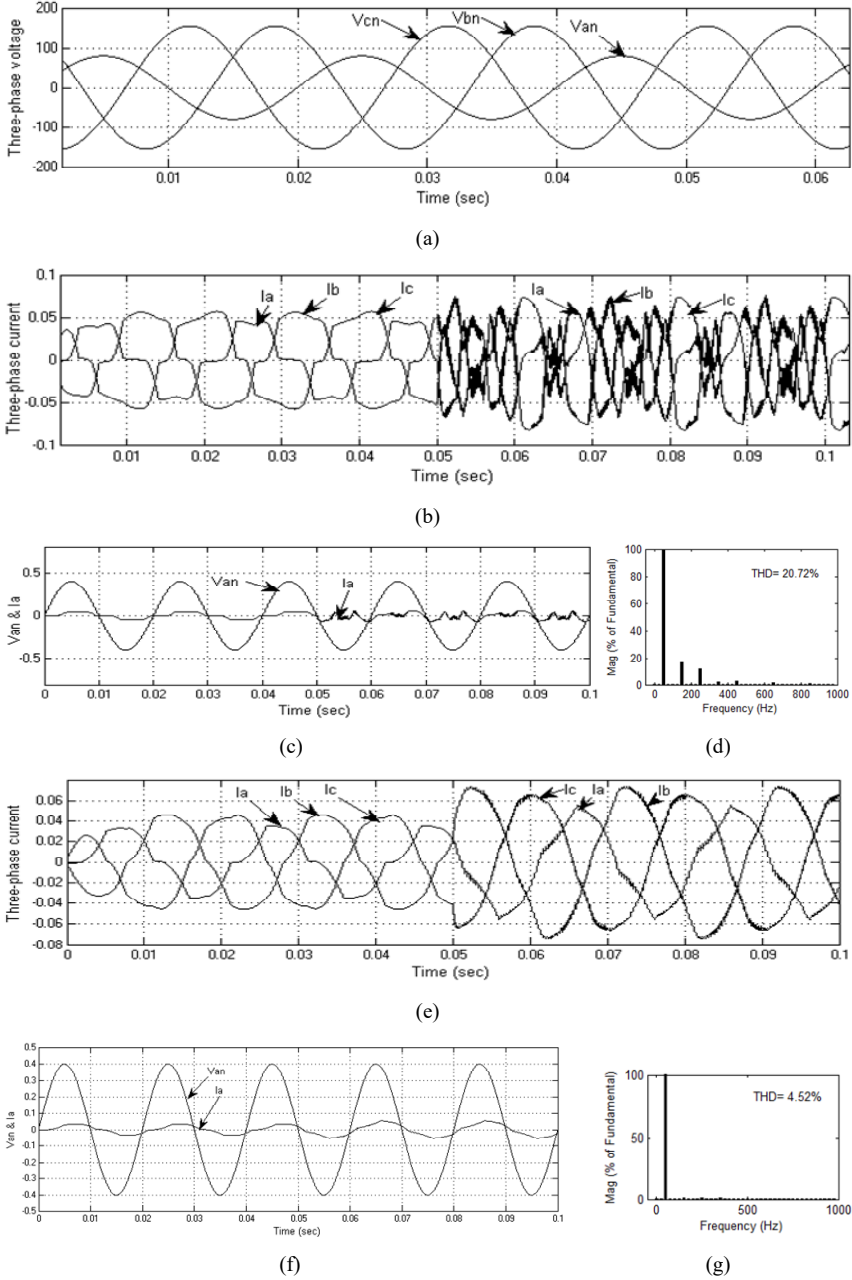 200
100
0
-100
-200
Three-phase voltage
Vcn Vbn Van
0.01 0.02 0.03 0.04 0.05 0.06
Time (sec)
(a)
0.1
0.05
0
-0.05
-0.1
Three-phase current
Ia Ib Ic Ia Ib Ic
0.01 0.02 0.03 0.04 0.05 0.06 0.07 0.08 0.09 0.1
Time (sec)
(b)
0.5
0
-0.5
Van & Ia
Van Ia
0 0.01 0.02 0.03 0.04 0.05 0.06 0.07 0.08 0.09 0.1
Time (sec)
(c)
100
80
60
40
20
0
Mag (% of Fundamental)
THD= 20.72%
0 200 400 600 800 1000
Frequency (Hz)
(d)
0.06
0.04
0.02
0
-0.02
-0.04
-0.06
-0.08
Three-phase current
Ia Ib Ic Ic Ia Ib
0 0.01 0.02 0.03 0.04 0.05 0.06 0.07 0.08 0.09 0.1
Time (sec)
(e)
0.5
0.4
0.3
0.2
0.1
0
-0.1
-0.2
-0.3
-0.4
-0.5
Van & Ia
Van
Ia
0 0.01 0.02 0.03 0.04 0.05 0.06 0.07 0.08 0.09 0.1
Time (sec)
(f)
100
50
0
Mag (% of Fundamental)
THD= 4.52%
0 500 1000
Frequency (Hz)
(g)